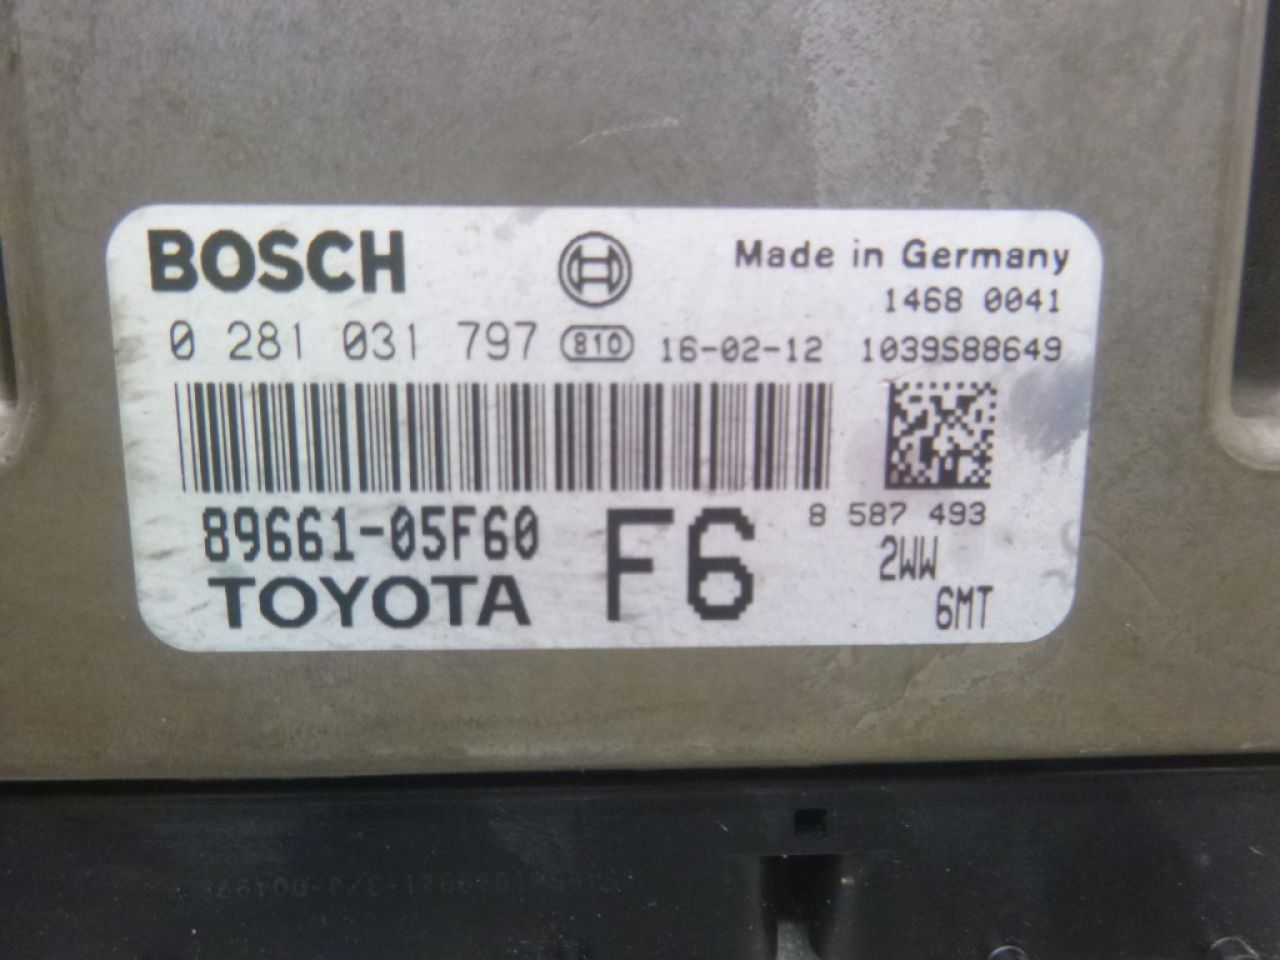 BOSCH
Made in Germany
1468 0041
0 281 031 797 810 16-02-12 1039S88649
8 587 493
89661-05F60
F6
2WW
TOYOTA
6MT